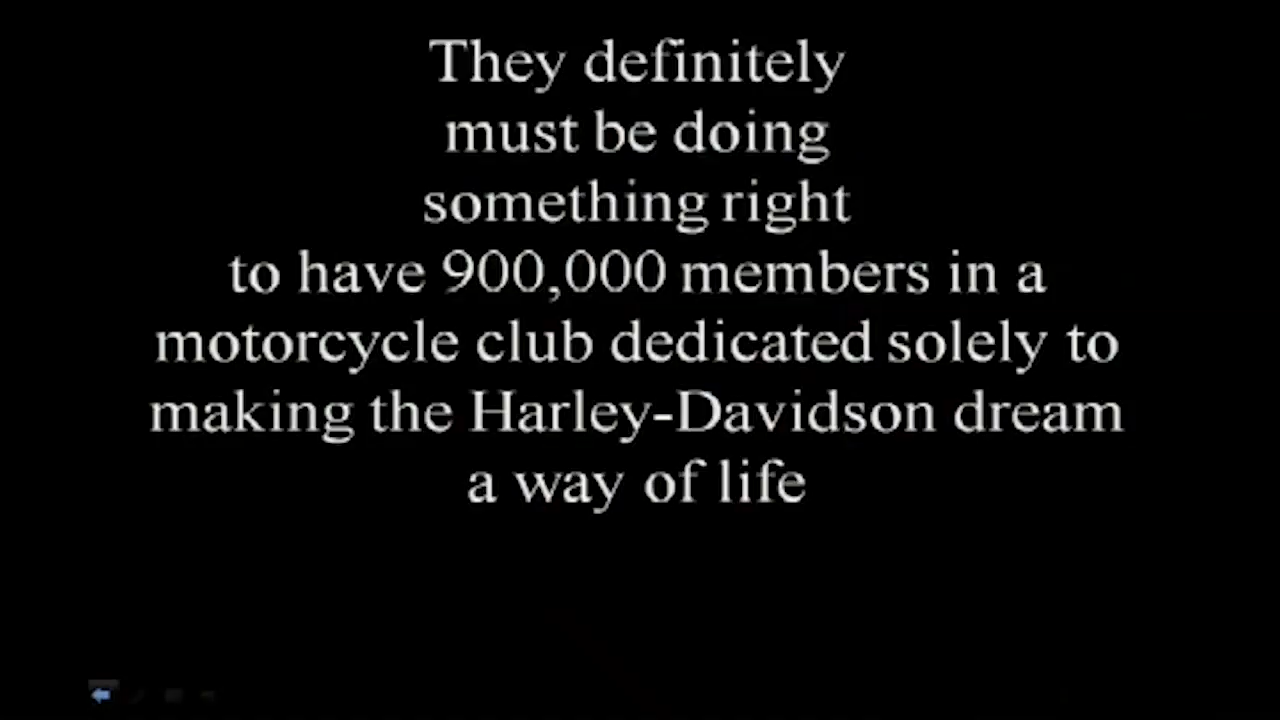 They definitely
must be doing
something right
to have 900,000 members in a
motorcycle club dedicated solely to
making the Harley-Davidson dream
a way of life